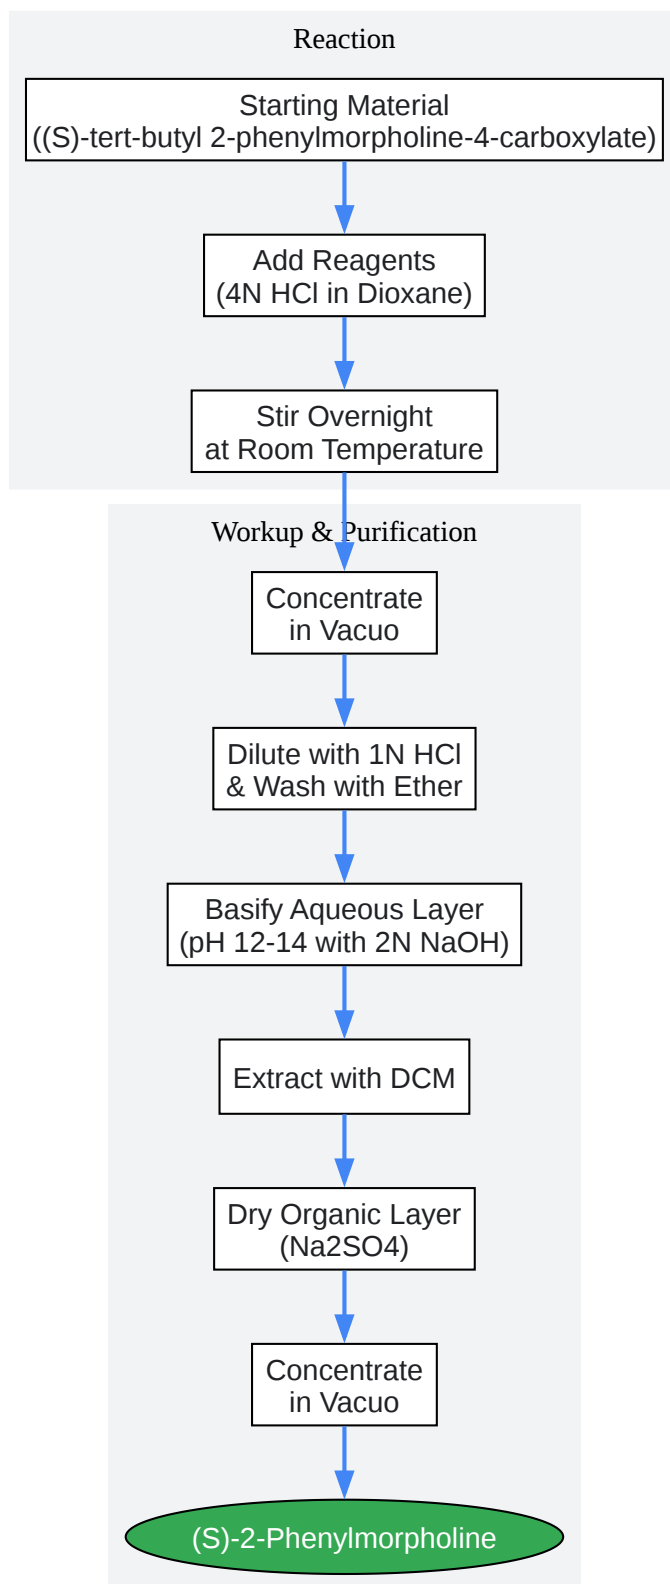 Reaction
Starting Material
((S)-tert-butyl 2-phenylmorpholine-4-carboxylate)
Add Reagents
(4N HCl in Dioxane)
Stir Overnight
at Room Temperature
Workup & Purification
Concentrate
in Vacuo
Dilute with 1N HCl
& Wash with Ether
Basify Aqueous Layer
(pH 12-14 with 2N NaOH)
Extract with DCM
Dry Organic Layer
(Na2SO4)
Concentrate
in Vacuo
(S)-2-Phenylmorpholine